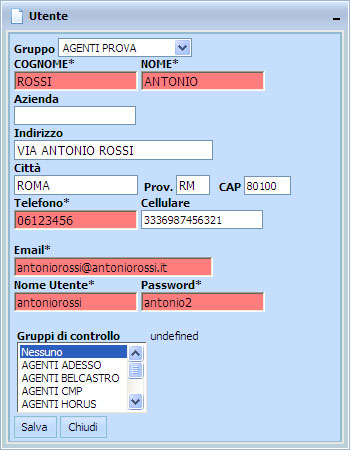 Utente
Gruppo AGENTI PROVA
COGNOME* NOME*
ROSSI ANTONIO
Azienda
Indirizzo
VIA ANTONIO ROSSI
Città
ROMA Prov. RM CAP 80100
Telefono* Cellulare
06123456 3336987456321
Email*
antoniorossi@antoniorossi.it
Nome Utente* Password*
antoniorossi antonio2
Gruppi di controllo undefined
Nessuno
AGENTI ADESSO
AGENTI BELCASTRO
AGENTI CMP
AGENTI HORUS
Salva Chiudi